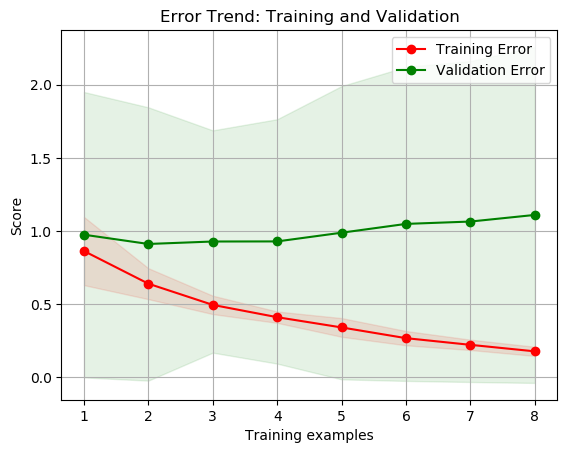 Error Trend: Training and Validation
Training Error
Validation Error
2.0
1.5
1.0
0.5
0.0
Score
1 2 3 4 5 6 7 8
Training examples